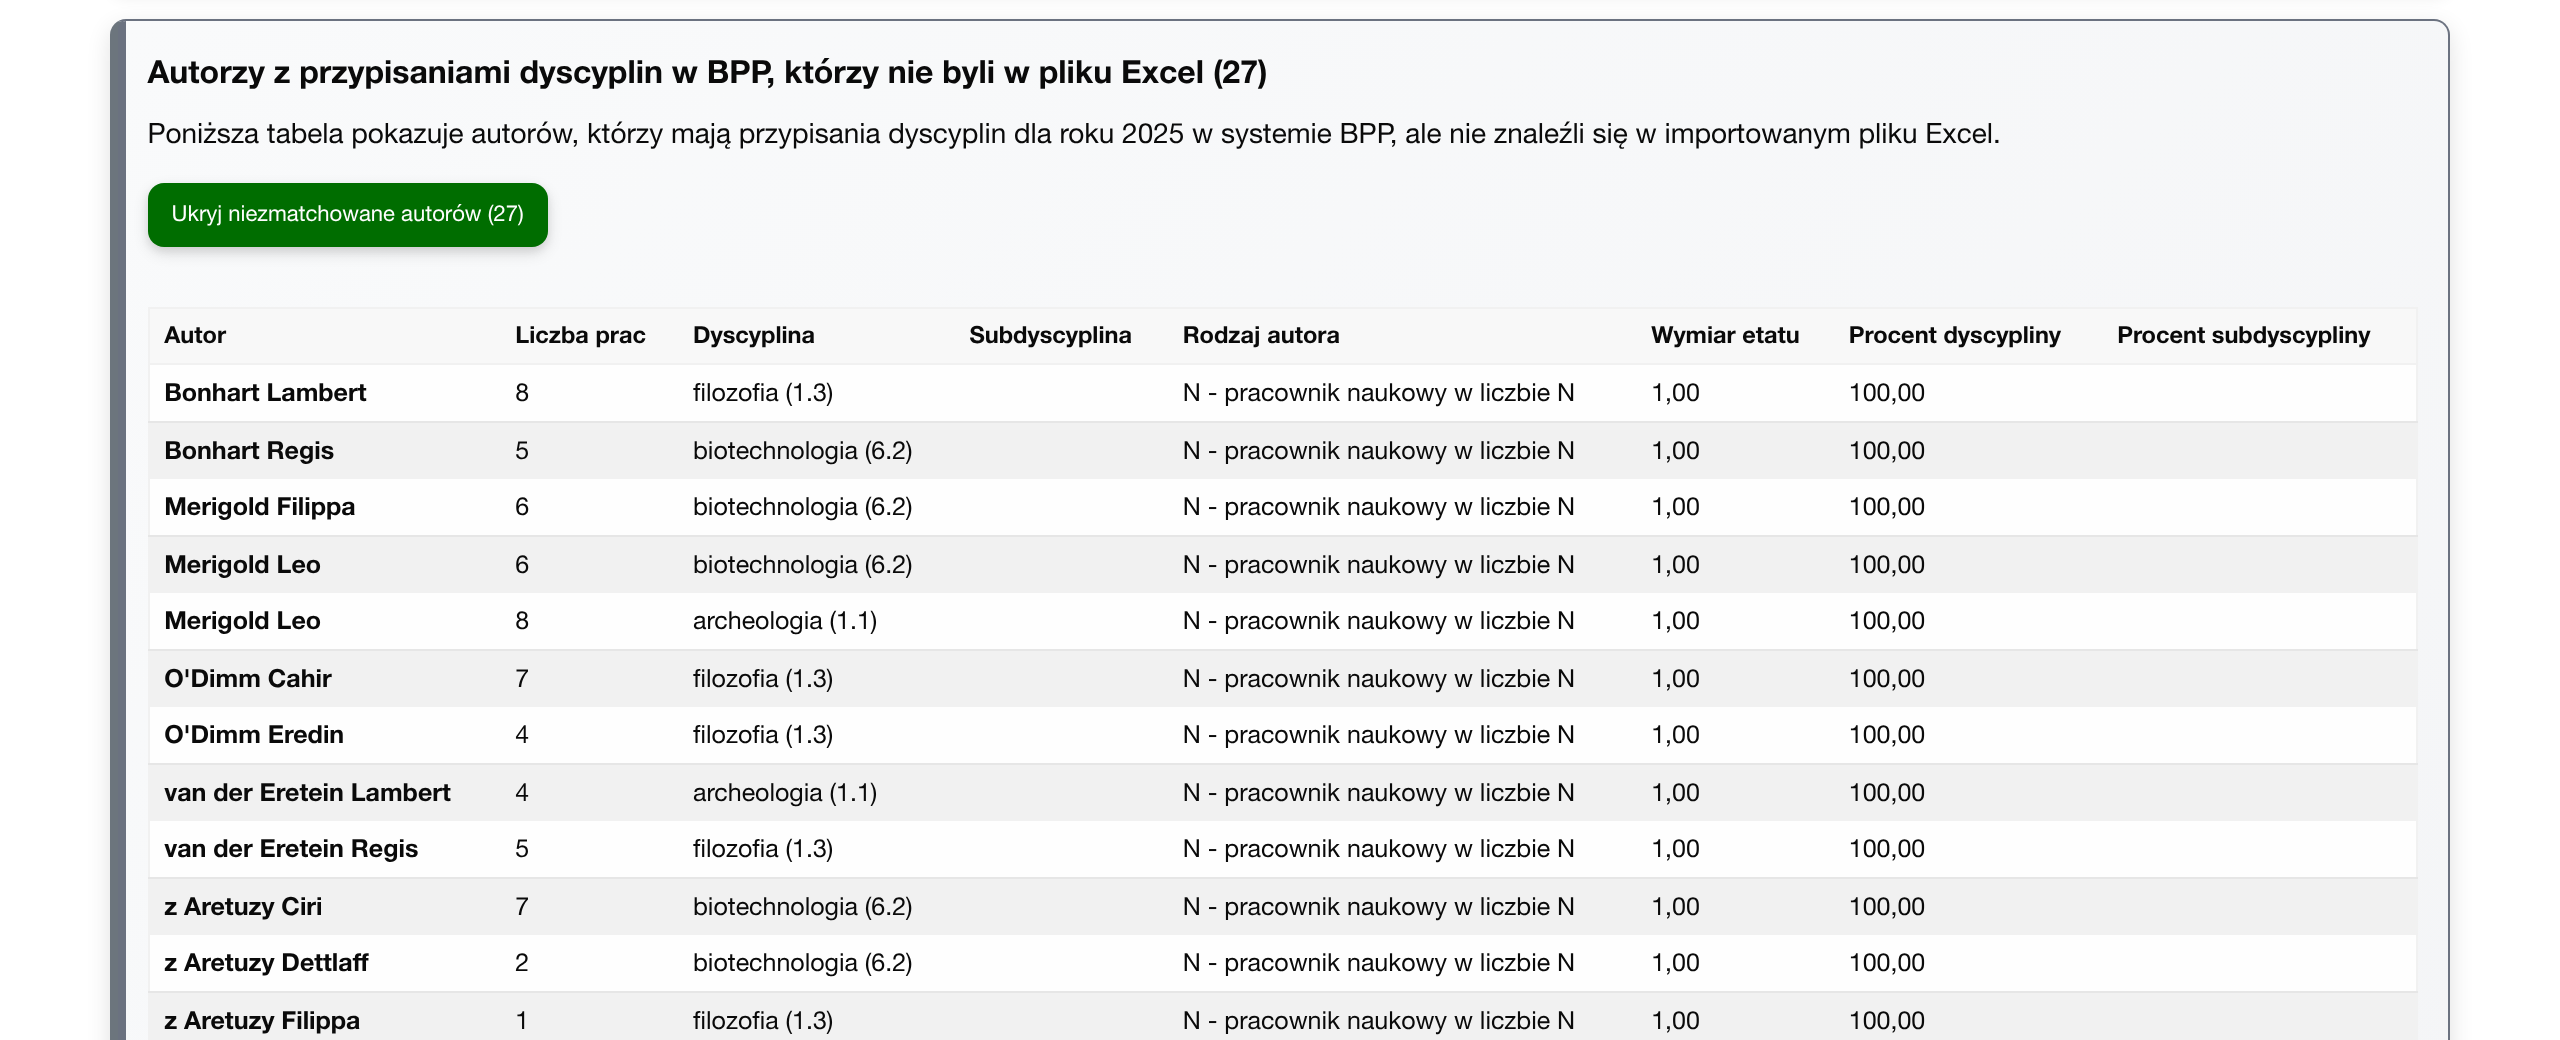 Autorzy z przypisaniami dyscyplin w BPP, którzy nie byli w pliku Excel (27)
Poniższa tabela pokazuje autorów, którzy mają przypisania dyscyplin dla roku 2025 w systemie BPP, ale nie znaleźli się w importowanym pliku Excel.
Ukryj niezmatchowane autorów (27)
Autor Liczba prac Dyscyplina Subdyscyplina Rodzaj autora Wymiar etatu Procent dyscypliny Procent subdyscypliny
Bonhart Lambert 8 filozofia (1.3) N - pracownik naukowy w liczbie N 1,00 100,00
Bonhart Regis 5 biotechnologia (6.2) N - pracownik naukowy w liczbie N 1,00 100,00
Merigold Filippa 6 biotechnologia (6.2) N - pracownik naukowy w liczbie N 1,00 100,00
Merigold Leo 6 biotechnologia (6.2) N - pracownik naukowy w liczbie N 1,00 100,00
Merigold Leo 8 archeologia (1.1) N - pracownik naukowy w liczbie N 1,00 100,00
O'Dimm Cahir 7 filozofia (1.3) N - pracownik naukowy w liczbie N 1,00 100,00
O'Dimm Eredin 4 filozofia (1.3) N - pracownik naukowy w liczbie N 1,00 100,00
van der Eretein Lambert 4 archeologia (1.1) N - pracownik naukowy w liczbie N 1,00 100,00
van der Eretein Regis 5 filozofia (1.3) N - pracownik naukowy w liczbie N 1,00 100,00
z Aretuzy Ciri 7 biotechnologia (6.2) N - pracownik naukowy w liczbie N 1,00 100,00
z Aretuzy Dettlaff 2 biotechnologia (6.2) N - pracownik naukowy w liczbie N 1,00 100,00
z Aretuzy Filippa 1 filozofia (1.3) N - pracownik naukowy w liczbie N 1,00 100,00